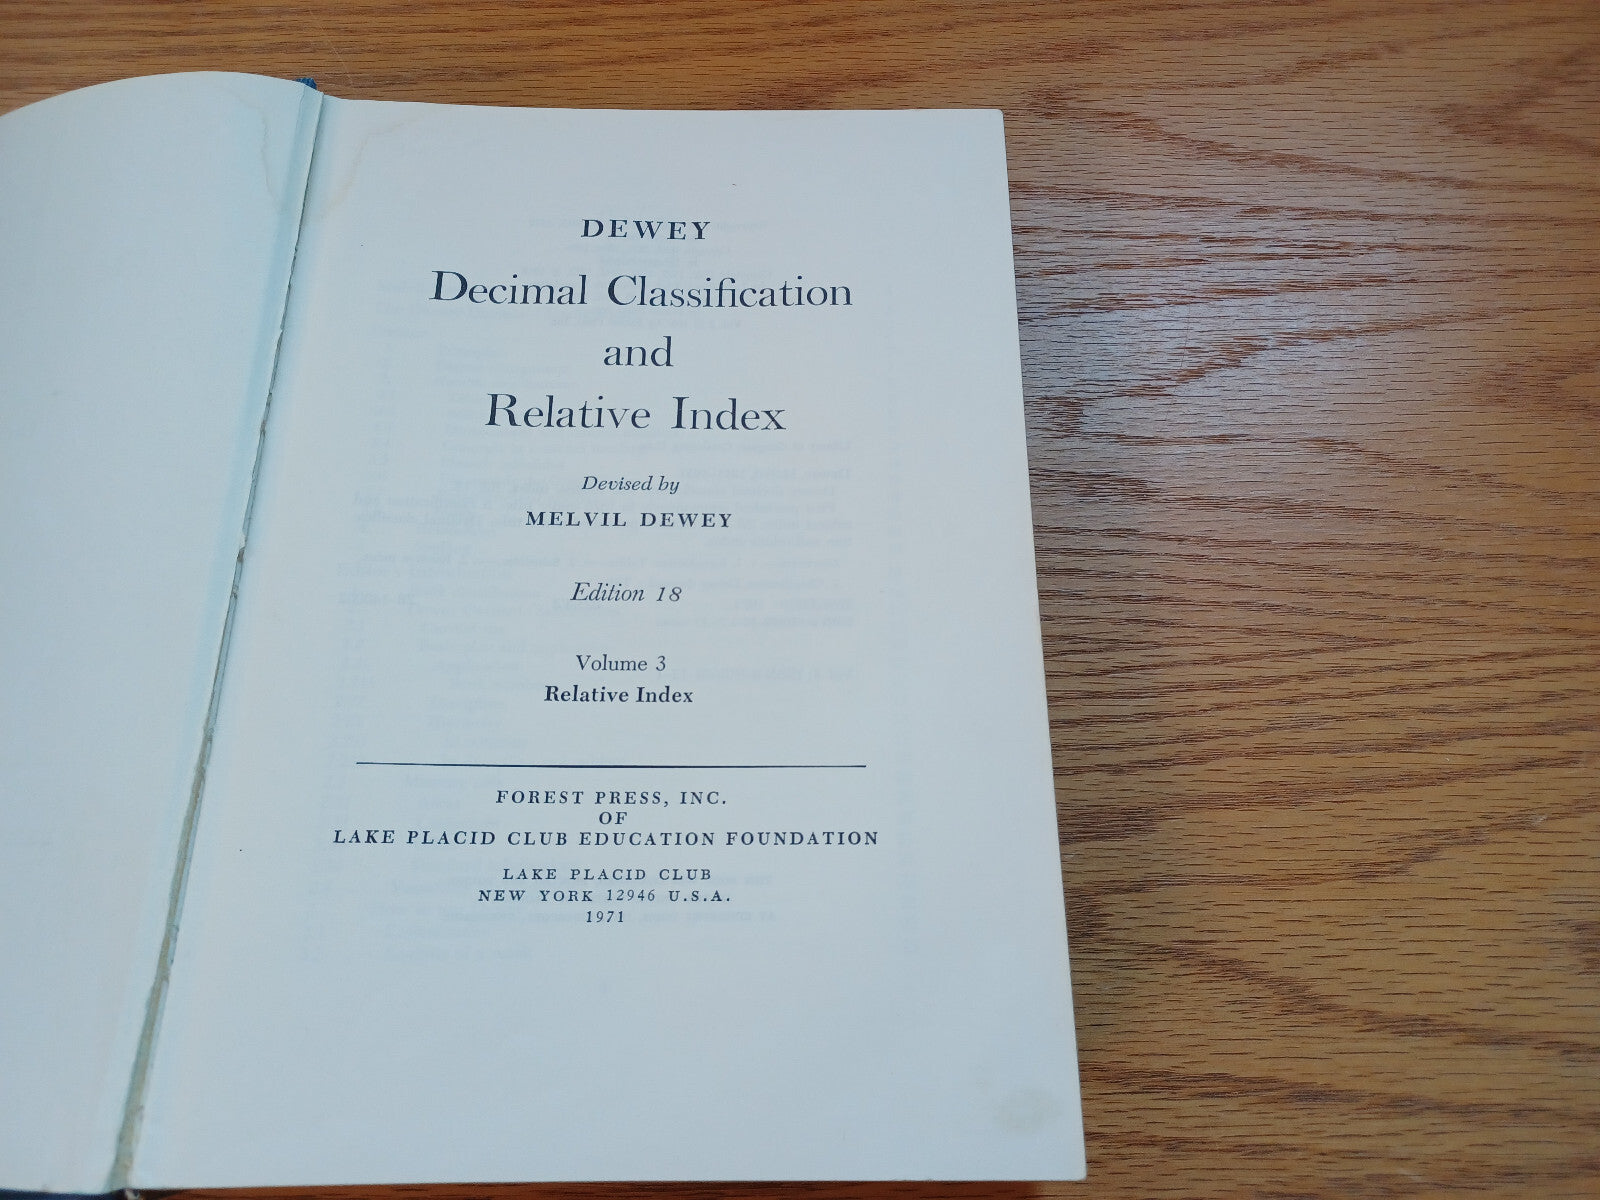 DEWEY
Decimal Classification
and
Relative Index
Devised by
MELVIL DEWEY
Edition 18
Volume 3
Relative Index
FOREST PRESS, INC.
OF
LAKE PLACID CLUB EDUCATION FOUNDATION
LAKE PLACID CLUB
NEW YORK 12946 U.S.A.
1971